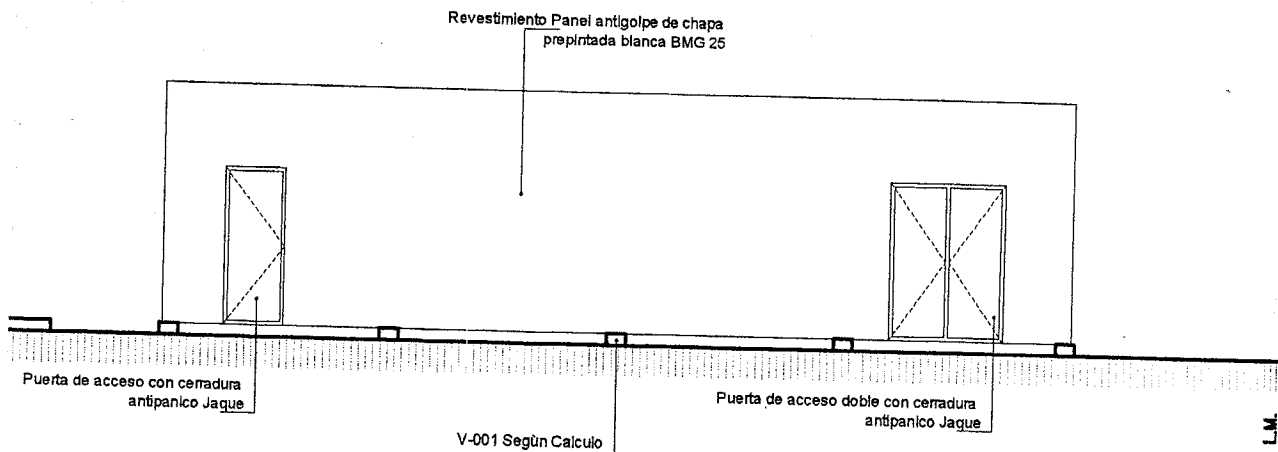 Revestimiento Panel antigolpe de chapa
prepintada blanca BMG 25
Puerta de acceso con cerradura
antipanico Jaque
V-001 Segùn Calculo
Puerta de acceso doble con cerradura
antipanico Jaque
L.M.